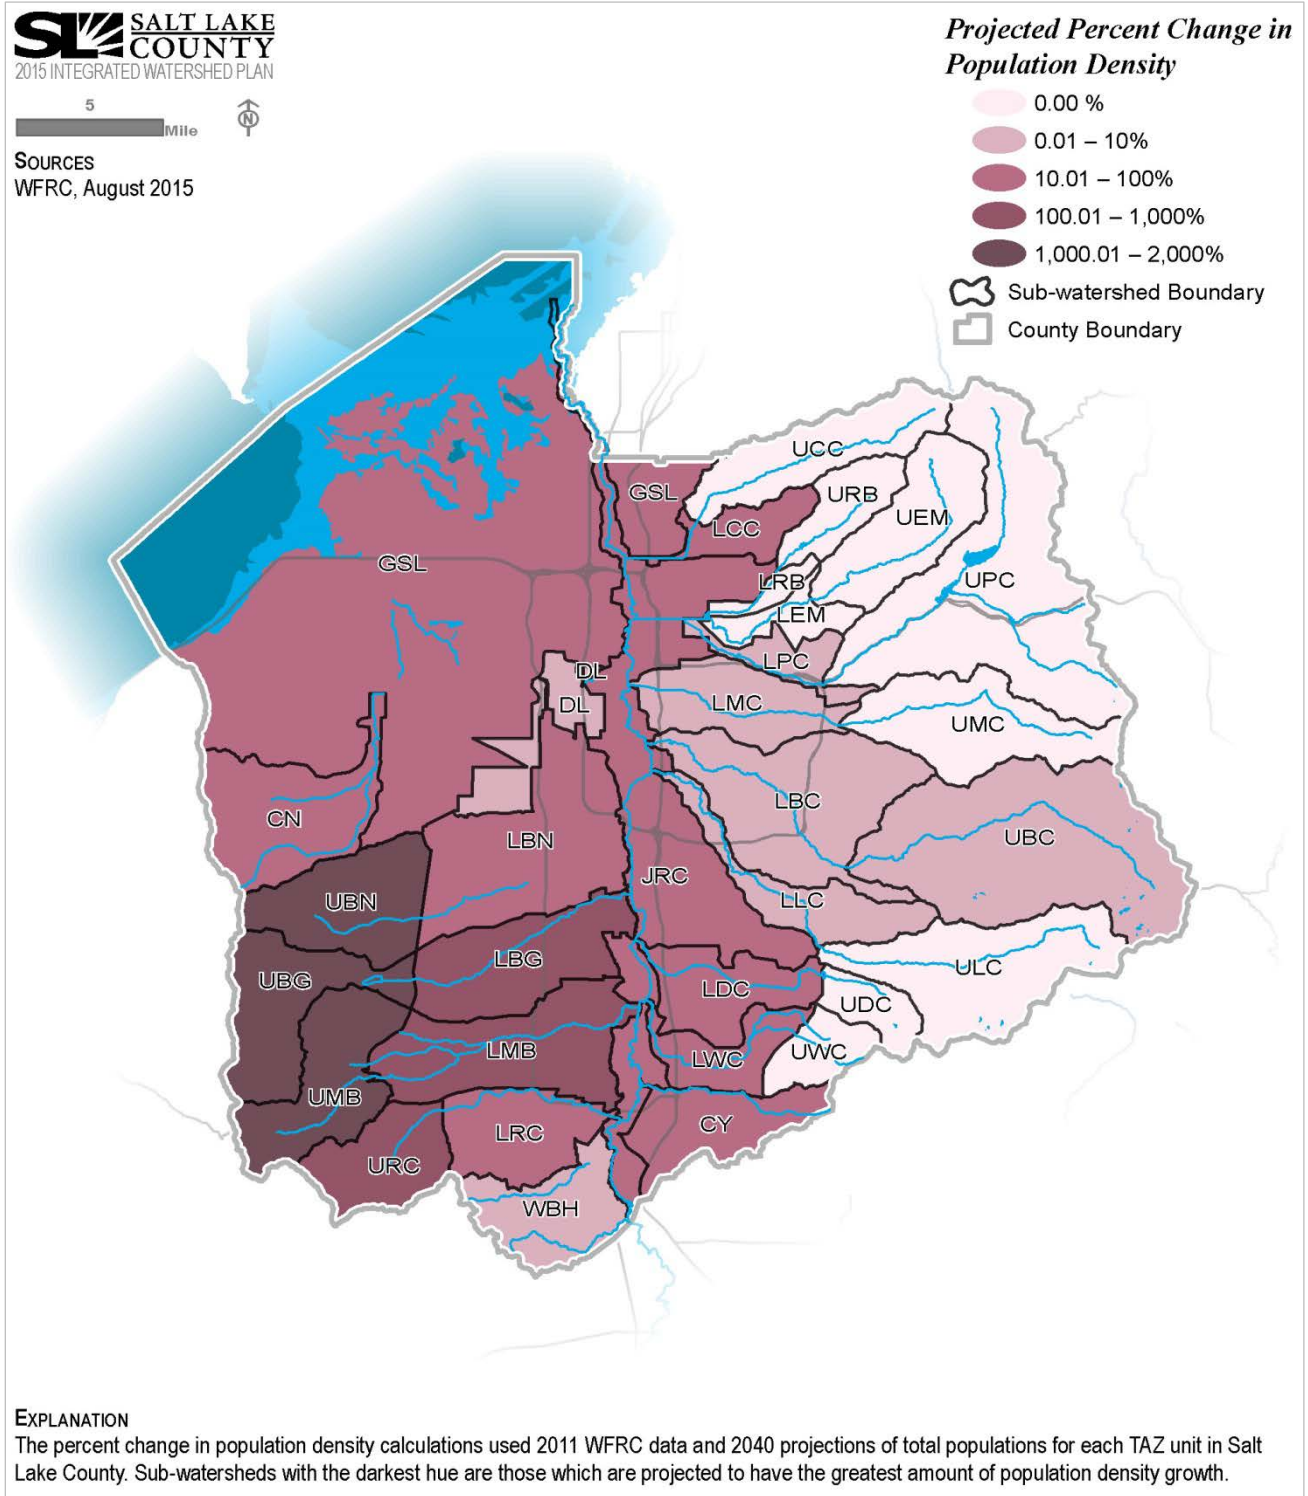 SL SALT LAKE
COUNTY
2015 INTEGRATED WATERSHED PLAN
5
Mile
N
SOURCES
WFRC, August 2015
Projected Percent Change in
Population Density
0.00 %
0.01 – 10%
10.01 – 100%
100.01 – 1,000%
1,000.01 – 2,000%
Sub-watershed Boundary
County Boundary
UCC
GSL
URB
LCC
UEM
GSL
LRB
UPC
LEM
LPC
DL
DL
LMC
UMC
LBC
CN
LBN
UBC
JRC
UBN
LLC
LBG
ULC
UBG
LDC
UDC
LMB
LWC
UWC
UMB
CY
LRC
URC
WBH
EXPLANATION
The percent change in population density calculations used 2011 WFRC data and 2040 projections of total populations for each TAZ unit in Salt
Lake County. Sub-watersheds with the darkest hue are those which are projected to have the greatest amount of population density growth.